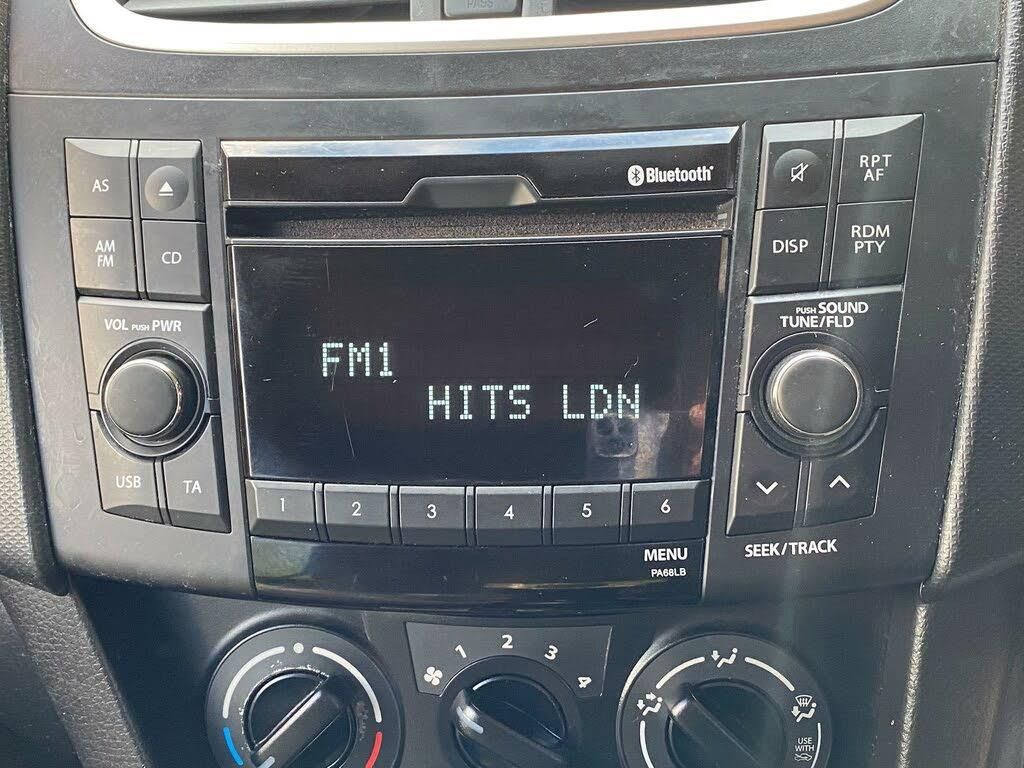 PASS
Bluetooth
AS
AM
FM
CD
RPT
AF
DISP
RDM
PTY
VOL PUSH PWR
PUSH SOUND
TUNE/FLD
FM1
HITS LDN
USB
TA
1 2 3 4 5 6
MENU
PA68LB
SEEK/TRACK
1 2 3 4
USE
WITH